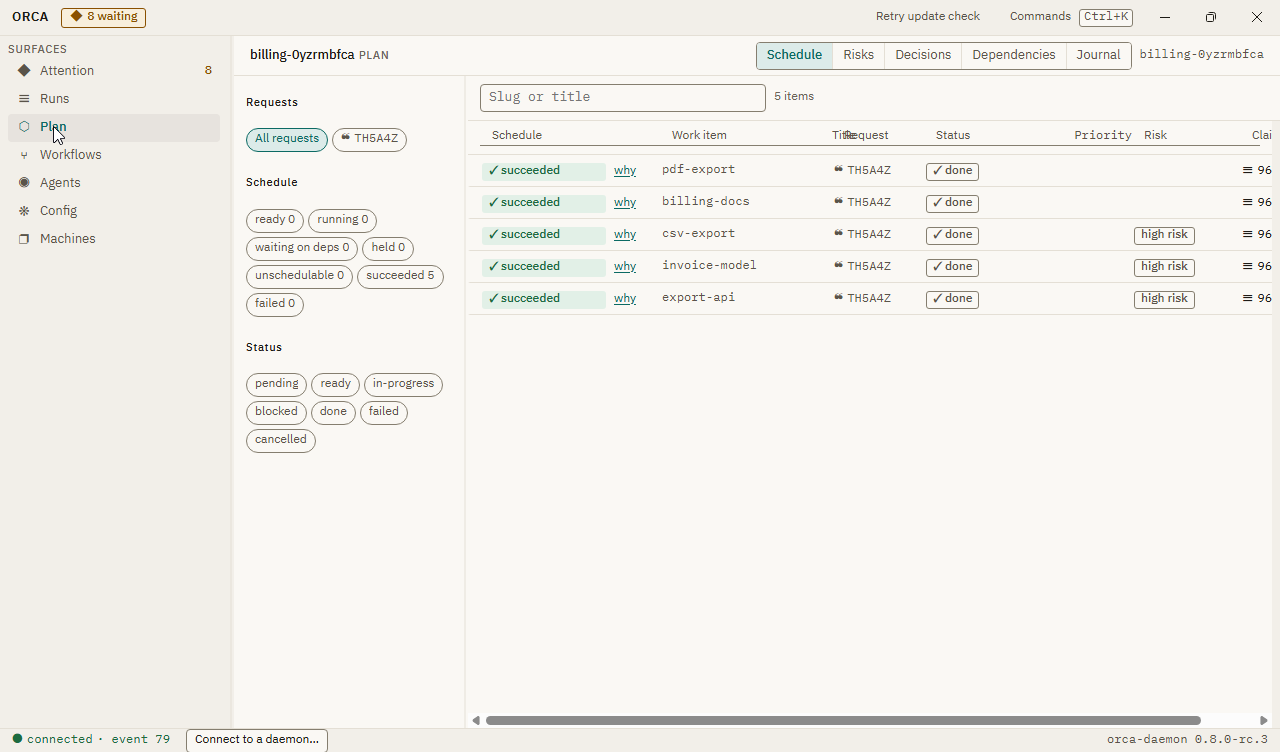 ORCA
8 waiting
Retry update check
Commands Ctrl+K
SURFACES
Attention 8
Runs
Plan
Workflows
Agents
Config
Machines
billing-0yzrmbfca PLAN
Schedule Risks Decisions Dependencies Journal billing-0yzrmbfca
Requests
All requests ❝ TH5A4Z
Schedule
ready 0 running 0
waiting on deps 0 held 0
unschedulable 0 succeeded 5
failed 0
Status
pending ready in-progress
blocked done failed
cancelled
Slug or title 5 items
Schedule Work item Title Request Status Priority Risk Clai
✓ succeeded why pdf-export ❝ TH5A4Z ✓ done ≡ 96
✓ succeeded why billing-docs ❝ TH5A4Z ✓ done ≡ 96
✓ succeeded why csv-export ❝ TH5A4Z ✓ done high risk ≡ 96
✓ succeeded why invoice-model ❝ TH5A4Z ✓ done high risk ≡ 96
✓ succeeded why export-api ❝ TH5A4Z ✓ done high risk ≡ 96
connected · event 79 Connect to a daemon... orca-daemon 0.8.0-rc.3